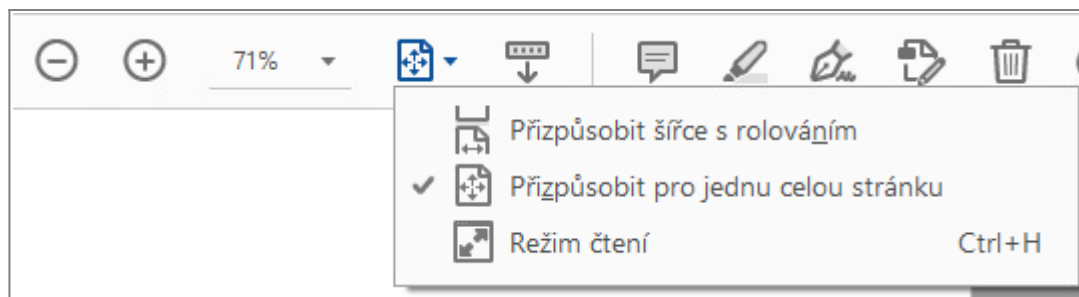 71%
Přizpůsobit šířce s rolováním
Přizpůsobit pro jednu celou stránku
Režim čtení Ctrl+H